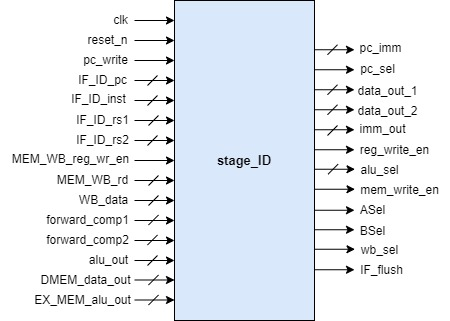 clk
reset_n
pc_write
IF_ID_pc
IF_ID_inst
IF_ID_rs1
IF_ID_rs2
MEM_WB_reg_wr_en
MEM_WB_rd
WB_data
forward_comp1
forward_comp2
alu_out
DMEM_data_out
EX_MEM_alu_out
stage_ID
pc_imm
pc_sel
data_out_1
data_out_2
imm_out
reg_write_en
alu_sel
mem_write_en
ASel
BSel
wb_sel
IF_flush